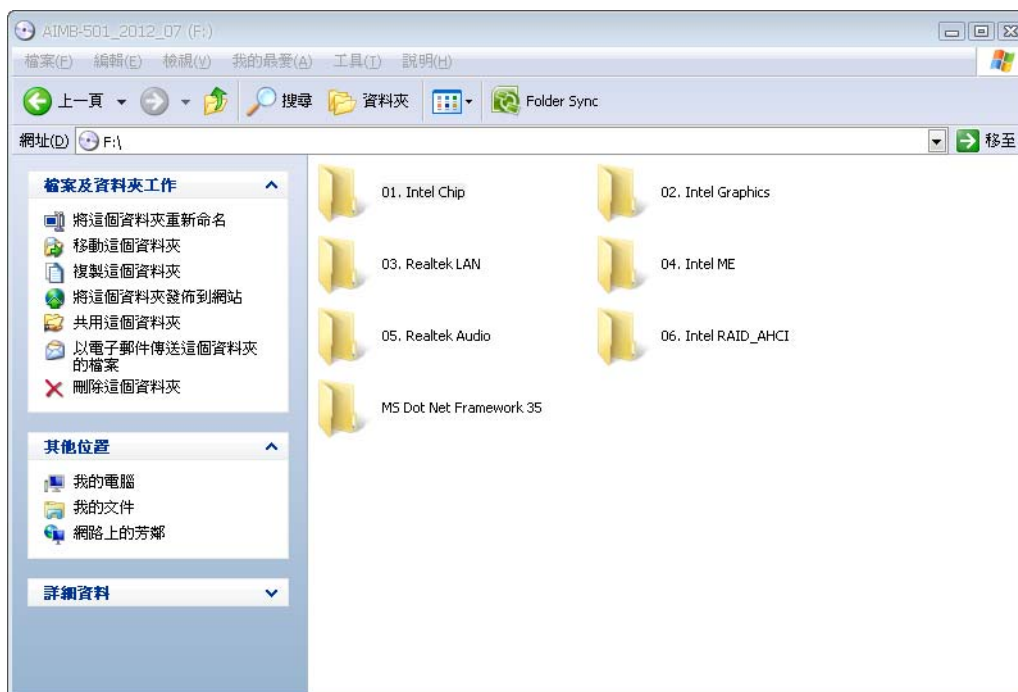 AIMB-501_2012_07 (F:)
檔案(F) 編輯(E) 檢視(V) 我的最愛(A) 工具(T) 說明(H)
上一頁 搜尋 資料夾 Folder Sync
網址(D) F:\ 移至
檔案及資料夾工作
將這個資料夾重新命名
移動這個資料夾
複製這個資料夾
將這個資料夾發佈到網站
共用這個資料夾
以電子郵件傳送這個資料夾
的檔案
刪除這個資料夾
其他位置
我的電腦
我的文件
網路上的芳鄰
詳細資料
01. Intel Chip
02. Intel Graphics
03. Realtek LAN
04. Intel ME
05. Realtek Audio
06. Intel RAID_AHCI
MS Dot Net Framework 35